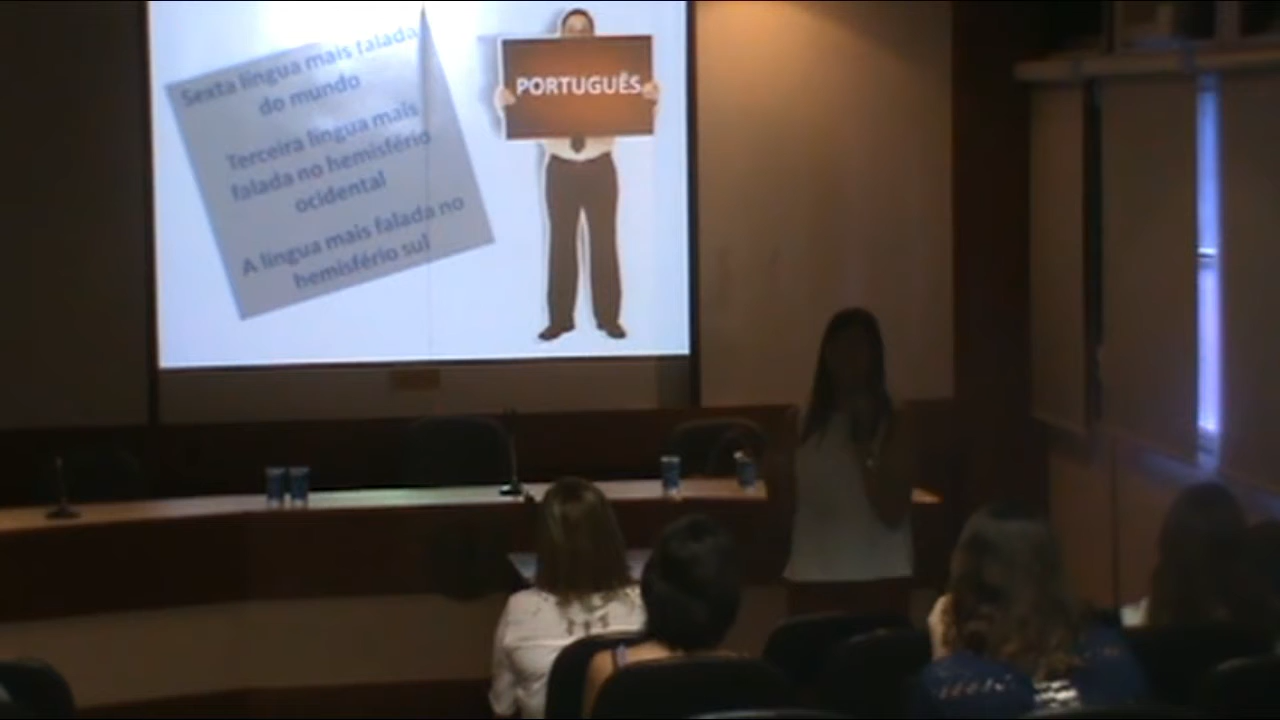 Sexta língua mais falada
do mundo
Terceira língua mais
falada no hemisfério
ocidental
A língua mais falada no
hemisfério sul
PORTUGUÊS